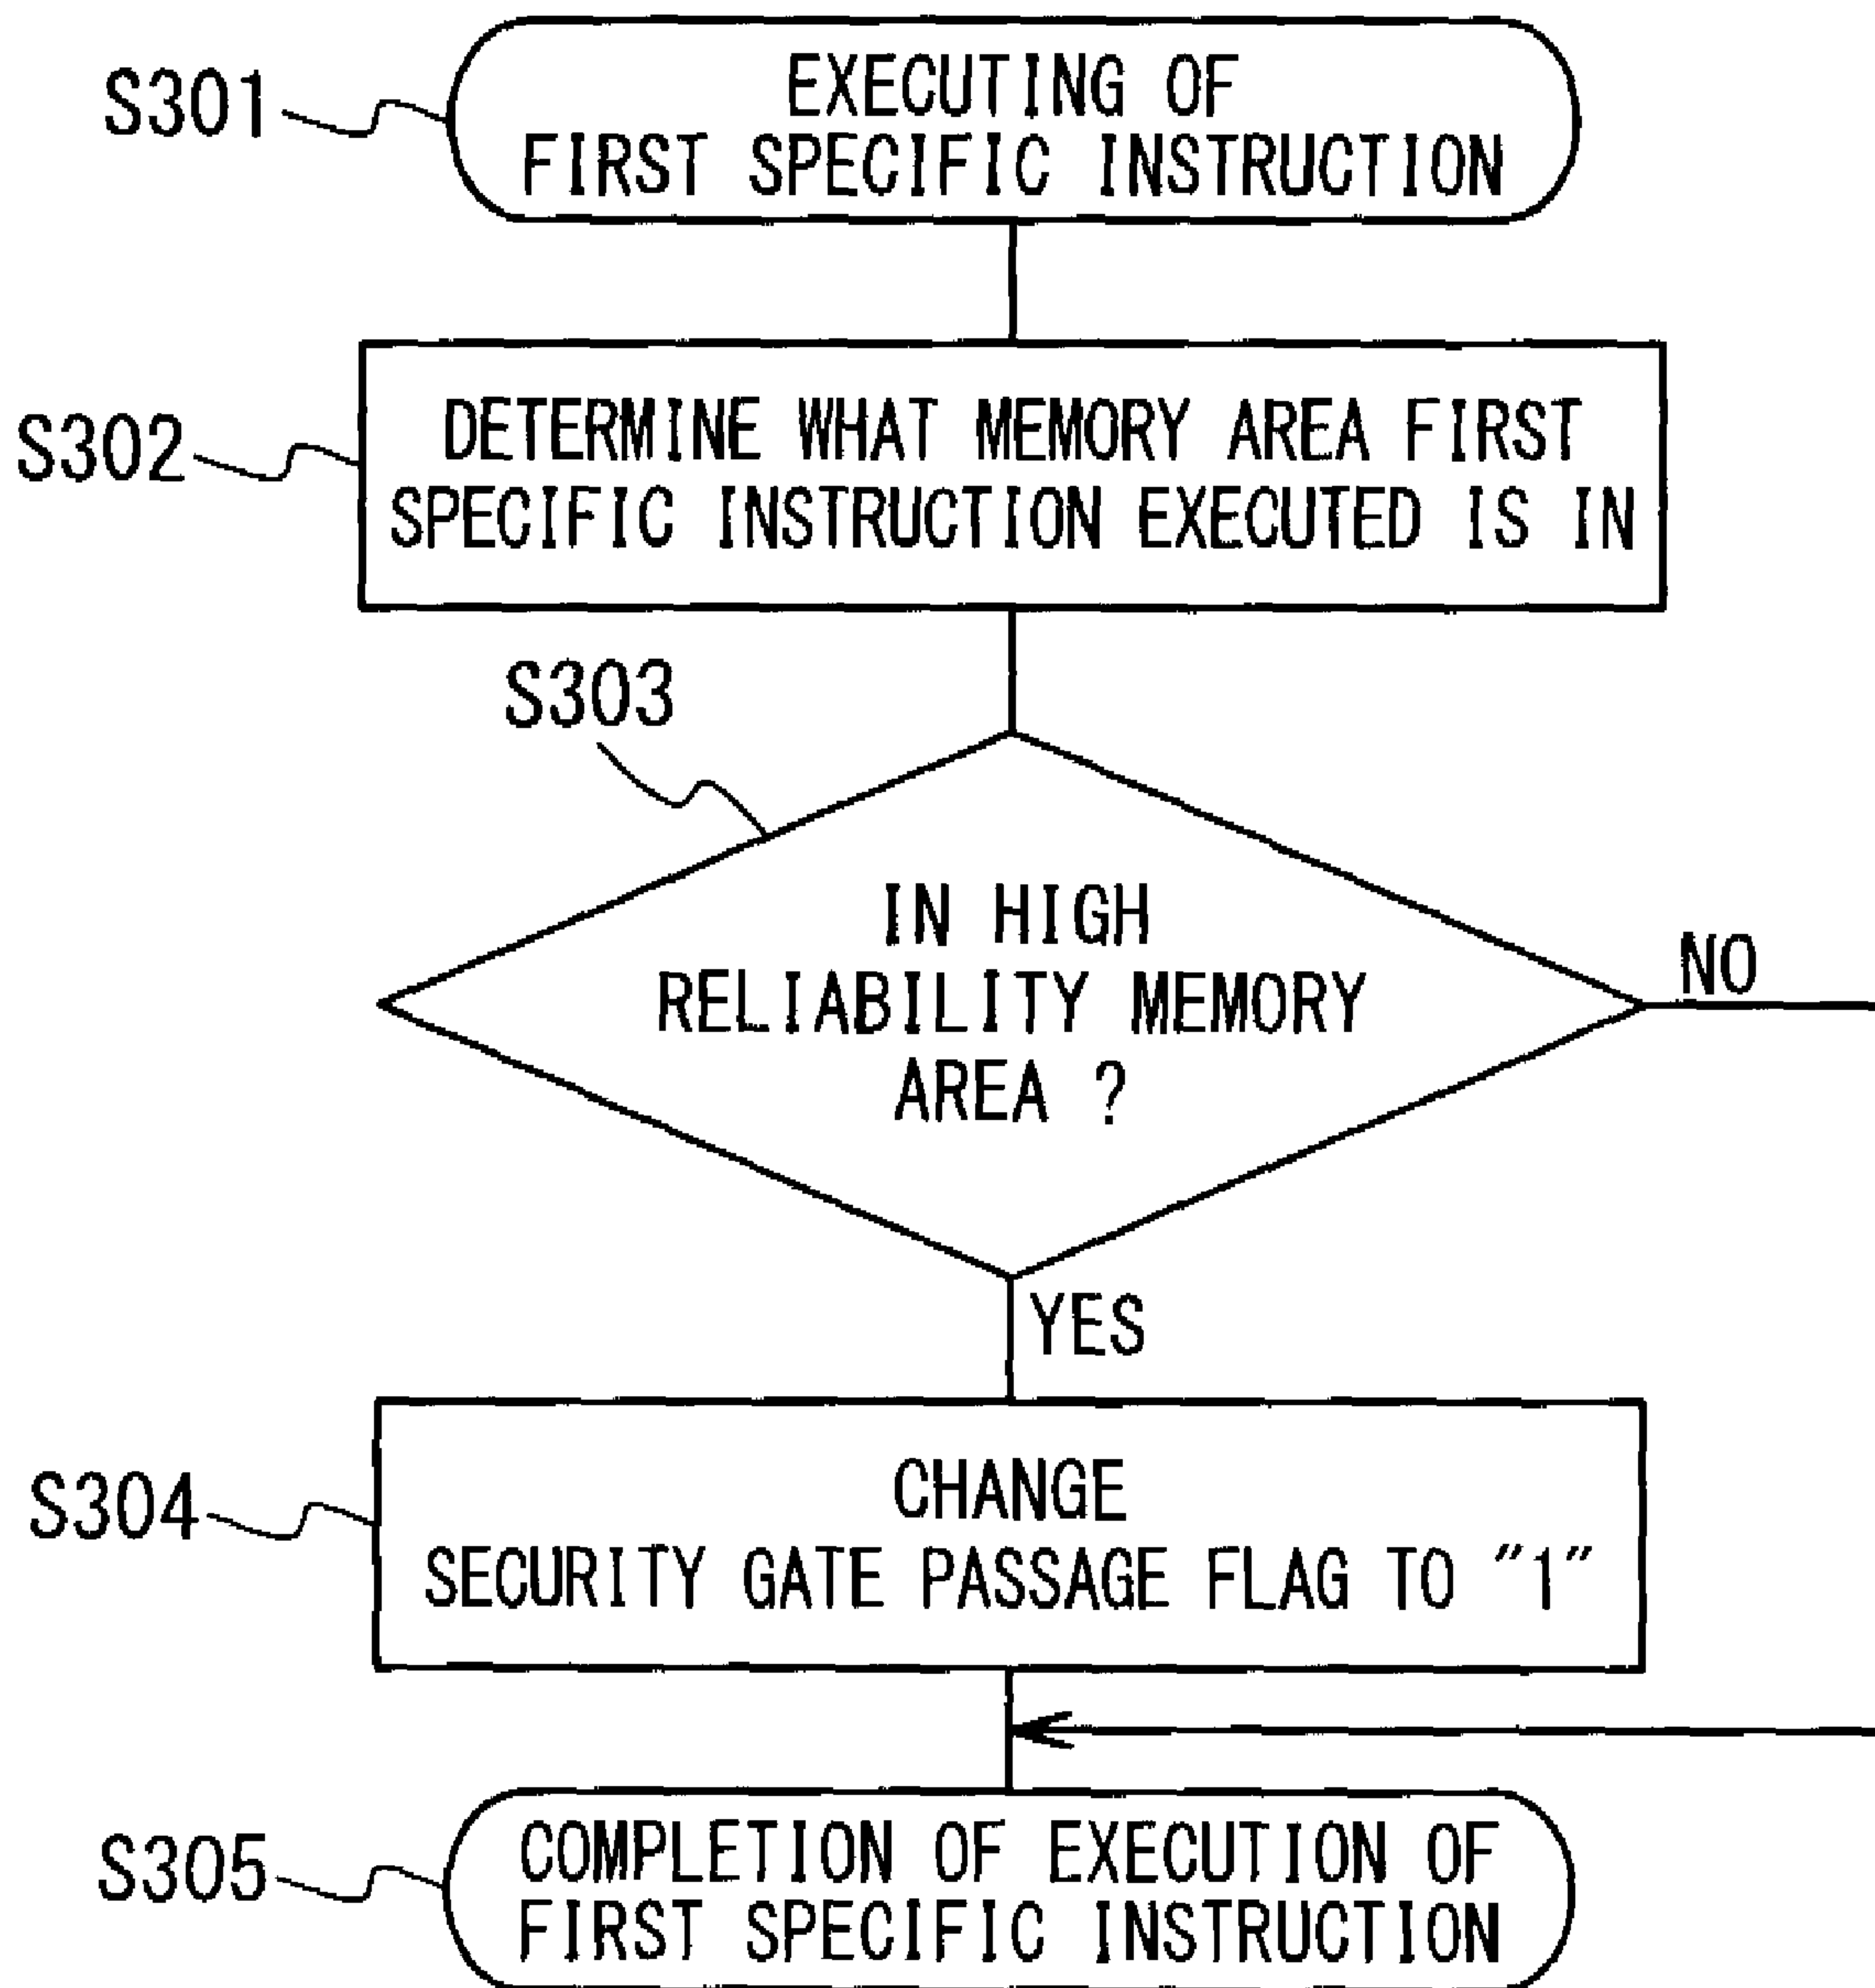 S301
EXECUTING OF
FIRST SPECIFIC INSTRUCTION
S302
DETERMINE WHAT MEMORY AREA FIRST
SPECIFIC INSTRUCTION EXECUTED IS IN
S303
IN HIGH
RELIABILITY MEMORY
AREA ?
NO
YES
S304
CHANGE
SECURITY GATE PASSAGE FLAG TO "1"
S305
COMPLETION OF EXECUTION OF
FIRST SPECIFIC INSTRUCTION